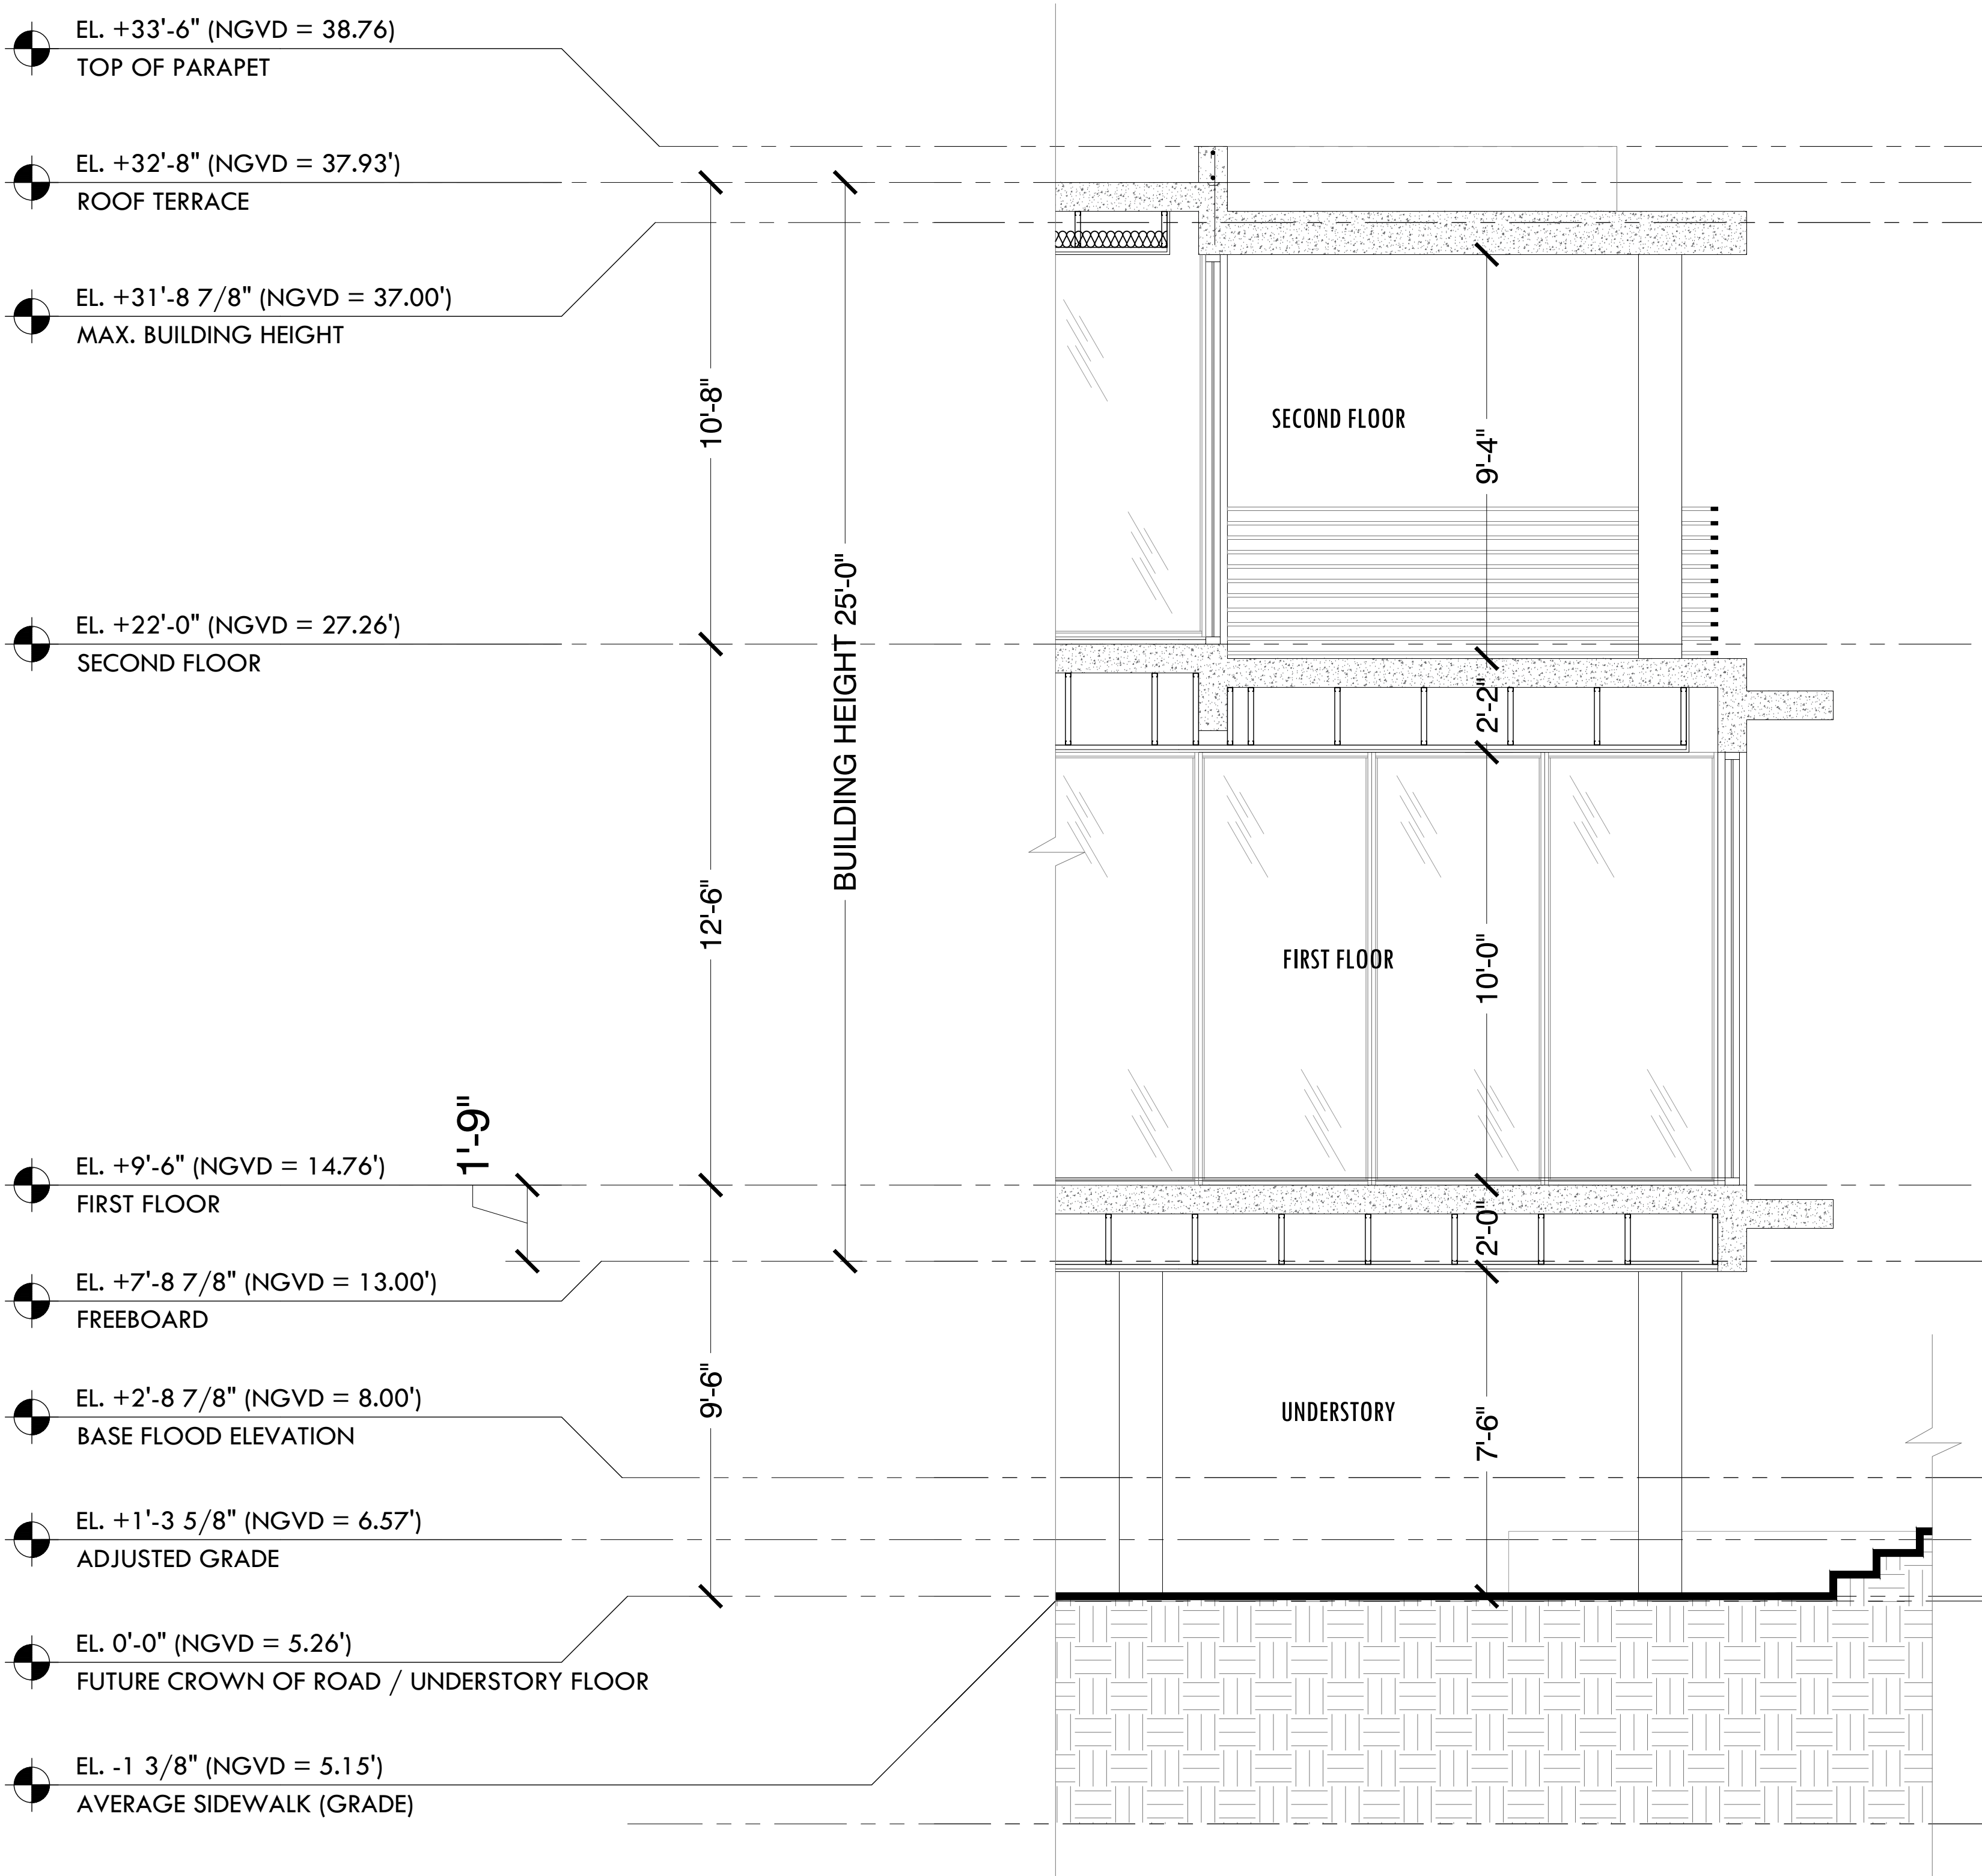 EL. +33'-6" (NGVD = 38.76)
TOP OF PARAPET
EL. +32'-8" (NGVD = 37.93')
ROOF TERRACE
EL. +31'-8 7/8" (NGVD = 37.00')
MAX. BUILDING HEIGHT
10'-8"
SECOND FLOOR
9'-4"
BUILDING HEIGHT 25'-0"
EL. +22'-0" (NGVD = 27.26')
SECOND FLOOR
2'-2"
12'-6"
FIRST FLOOR
10'-0"
1'-9"
EL. +9'-6" (NGVD = 14.76')
FIRST FLOOR
2'-0"
EL. +7'-8 7/8" (NGVD = 13.00')
FREEBOARD
9'-6"
UNDERSTORY
7'-6"
EL. +2'-8 7/8" (NGVD = 8.00')
BASE FLOOD ELEVATION
EL. +1'-3 5/8" (NGVD = 6.57')
ADJUSTED GRADE
EL. 0'-0" (NGVD = 5.26')
FUTURE CROWN OF ROAD / UNDERSTORY FLOOR
EL. -1 3/8" (NGVD = 5.15')
AVERAGE SIDEWALK (GRADE)